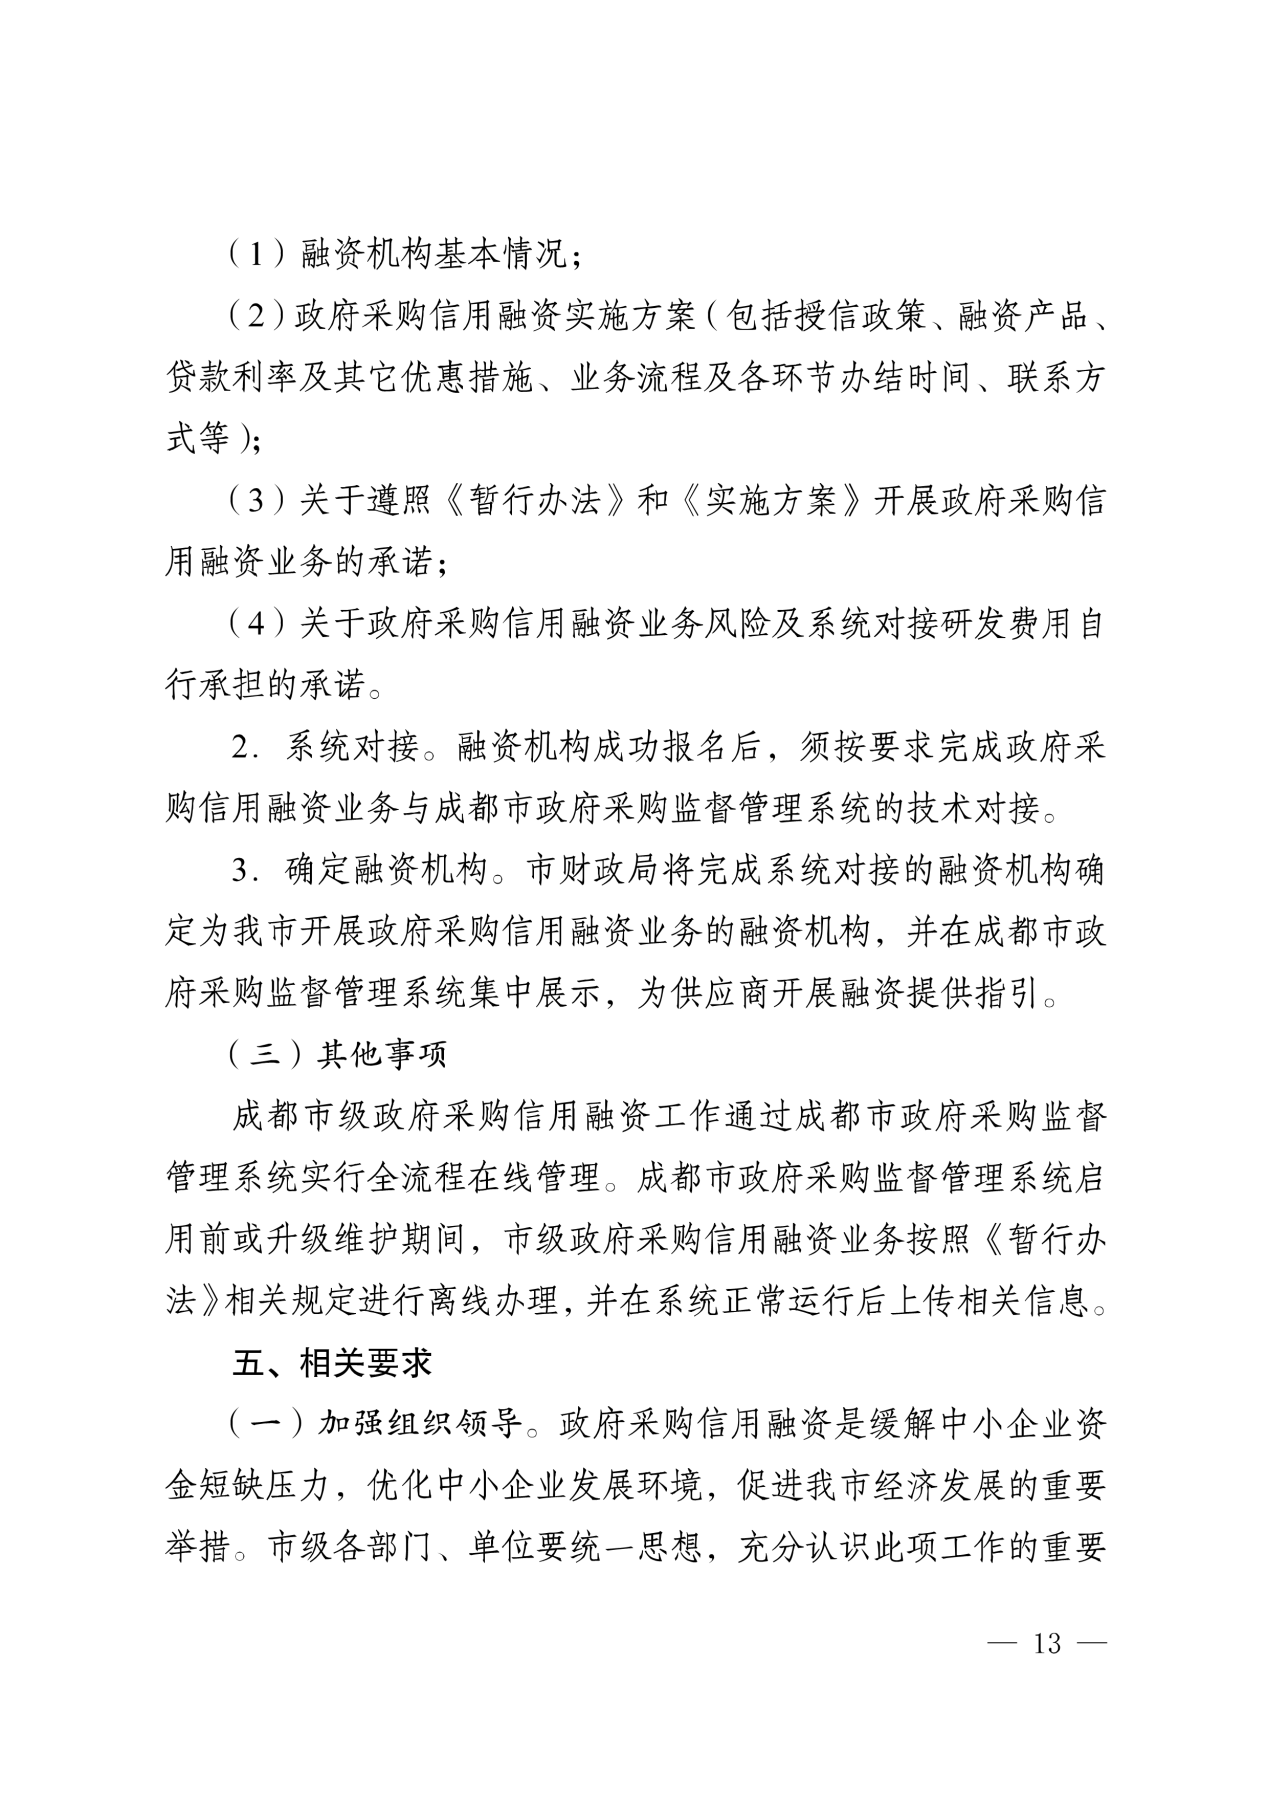 （1）融资机构基本情况；
（2）政府采购信用融资实施方案（包括授信政策、融资产品、
贷款利率及其它优惠措施、业务流程及各环节办结时间、联系方
式等）；
（3）关于遵照《暂行办法》和《实施方案》开展政府采购信
用融资业务的承诺；
（4）关于政府采购信用融资业务风险及系统对接研发费用自
行承担的承诺。
2．系统对接。融资机构成功报名后，须按要求完成政府采
购信用融资业务与成都市政府采购监督管理系统的技术对接。
3．确定融资机构。市财政局将完成系统对接的融资机构确
定为我市开展政府采购信用融资业务的融资机构，并在成都市政
府采购监督管理系统集中展示，为供应商开展融资提供指引。
（三）其他事项
成都市级政府采购信用融资工作通过成都市政府采购监督
管理系统实行全流程在线管理。成都市政府采购监督管理系统启
用前或升级维护期间，市级政府采购信用融资业务按照《暂行办
法》相关规定进行离线办理，并在系统正常运行后上传相关信息。
五、相关要求
（一）加强组织领导。政府采购信用融资是缓解中小企业资
金短缺压力，优化中小企业发展环境，促进我市经济发展的重要
举措。市级各部门、单位要统一思想，充分认识此项工作的重要
— 13 —